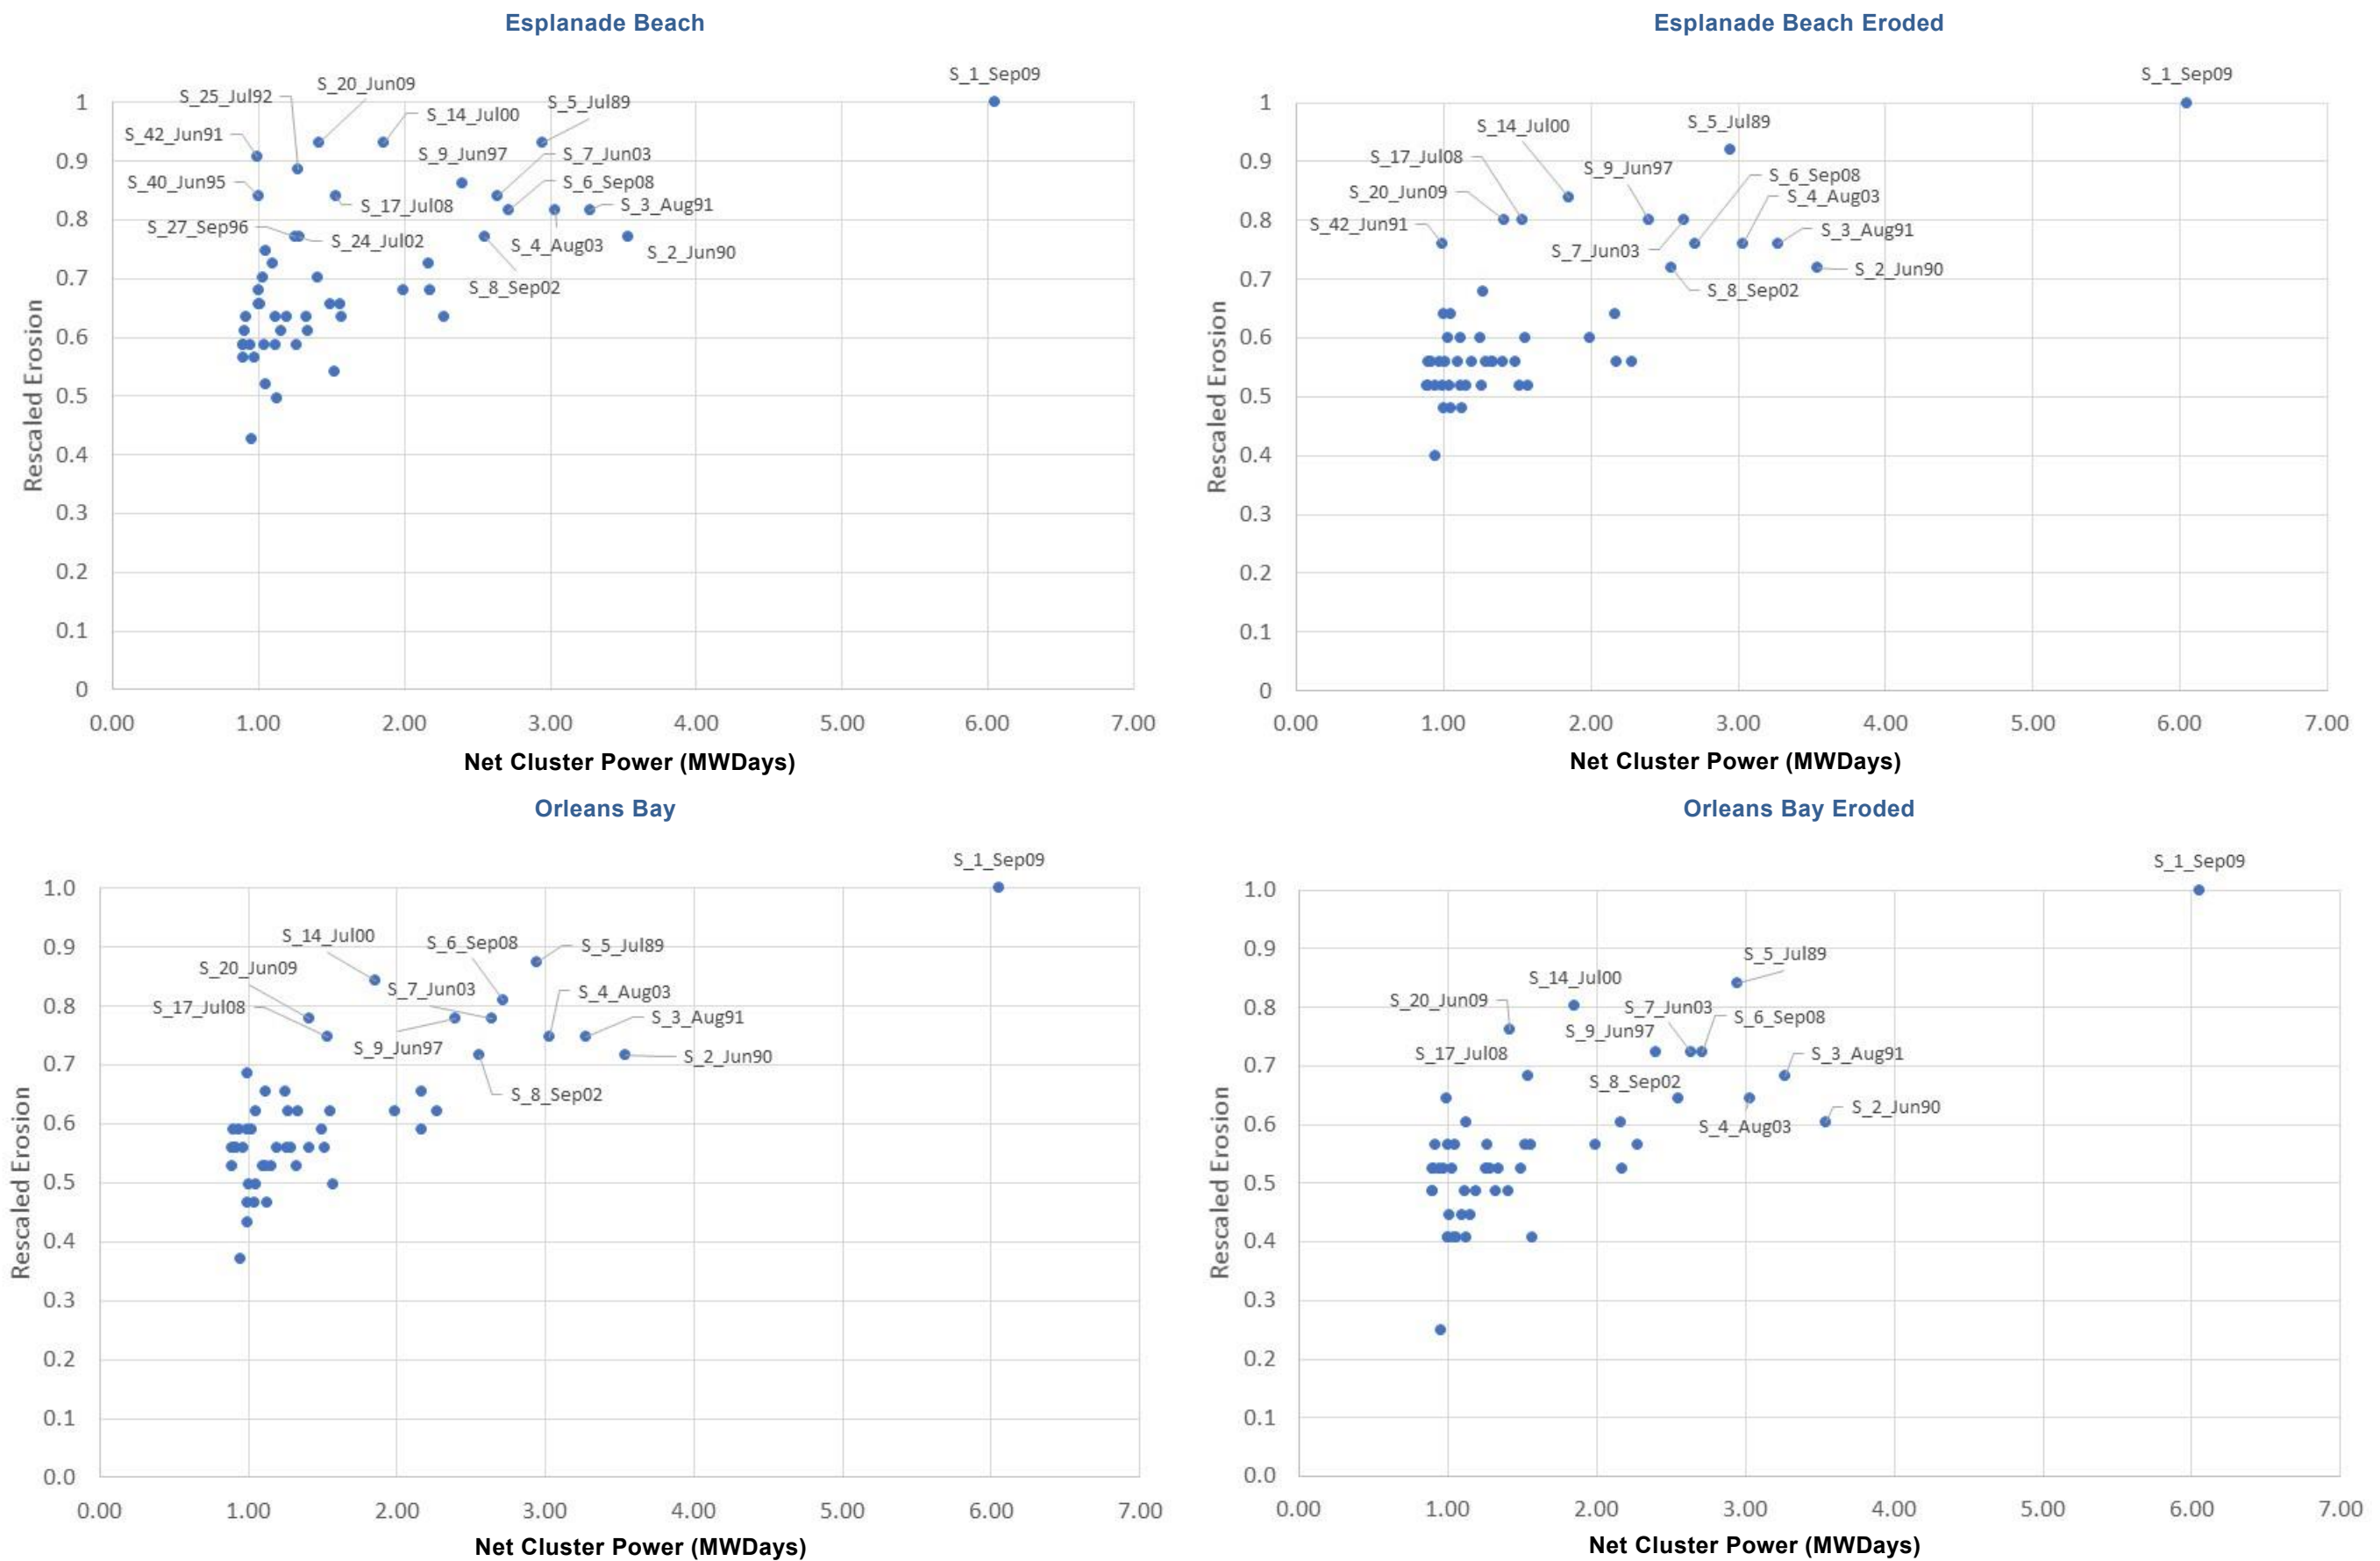 Esplanade Beach
S_1_Sep09
S_20_Jun09
S_25_Jul92
S_5_Jul89
S_14_Jul00
S_42_Jun91
S_9_Jun97
S_7_Jun03
S_40_Jun95
S_6_Sep08
S_17_Jul08
S_3_Aug91
S_27_Sep96
S_24_Jul02
S_4_Aug03
S_2_Jun90
S_8_Sep02
Rescaled Erosion
1
0.9
0.8
0.7
0.6
0.5
0.4
0.3
0.2
0.1
0
0.00 1.00 2.00 3.00 4.00 5.00 6.00 7.00
Net Cluster Power (MWDays)
Esplanade Beach Eroded
S_1_Sep09
S_14_Jul00
S_5_Jul89
S_17_Jul08
S_9_Jun97
S_6_Sep08
S_20_Jun09
S_4_Aug03
S_42_Jun91
S_3_Aug91
S_7_Jun03
S_2_Jun90
S_8_Sep02
Rescaled Erosion
1
0.9
0.8
0.7
0.6
0.5
0.4
0.3
0.2
0.1
0
0.00 1.00 2.00 3.00 4.00 5.00 6.00 7.00
Net Cluster Power (MWDays)
Orleans Bay
S_1_Sep09
S_14_Jul00
S_6_Sep08
S_5_Jul89
S_20_Jun09
S_7_Jun03
S_4_Aug03
S_17_Jul08
S_3_Aug91
S_9_Jun97
S_2_Jun90
S_8_Sep02
Rescaled Erosion
1.0
0.9
0.8
0.7
0.6
0.5
0.4
0.3
0.2
0.1
0.0
0.00 1.00 2.00 3.00 4.00 5.00 6.00 7.00
Net Cluster Power (MWDays)
Orleans Bay Eroded
S_1_Sep09
S_5_Jul89
S_14_Jul00
S_20_Jun09
S_7_Jun03
S_6_Sep08
S_9_Jun97
S_17_Jul08
S_3_Aug91
S_8_Sep02
S_2_Jun90
S_4_Aug03
Rescaled Erosion
1.0
0.9
0.8
0.7
0.6
0.5
0.4
0.3
0.2
0.1
0.0
0.00 1.00 2.00 3.00 4.00 5.00 6.00 7.00
Net Cluster Power (MWDays)